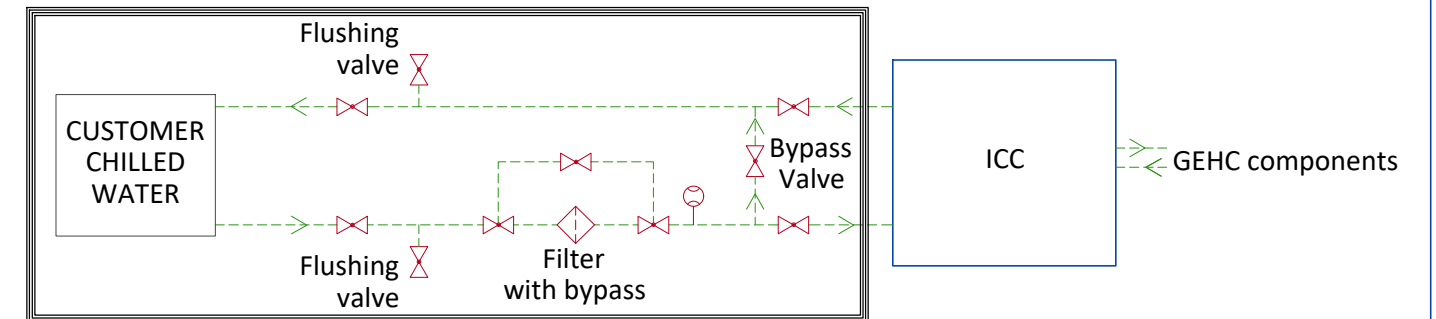 Flushing
valve
CUSTOMER
CHILLED
WATER
Bypass
Valve
ICC
GEHC components
Flushing
valve
Filter
with bypass